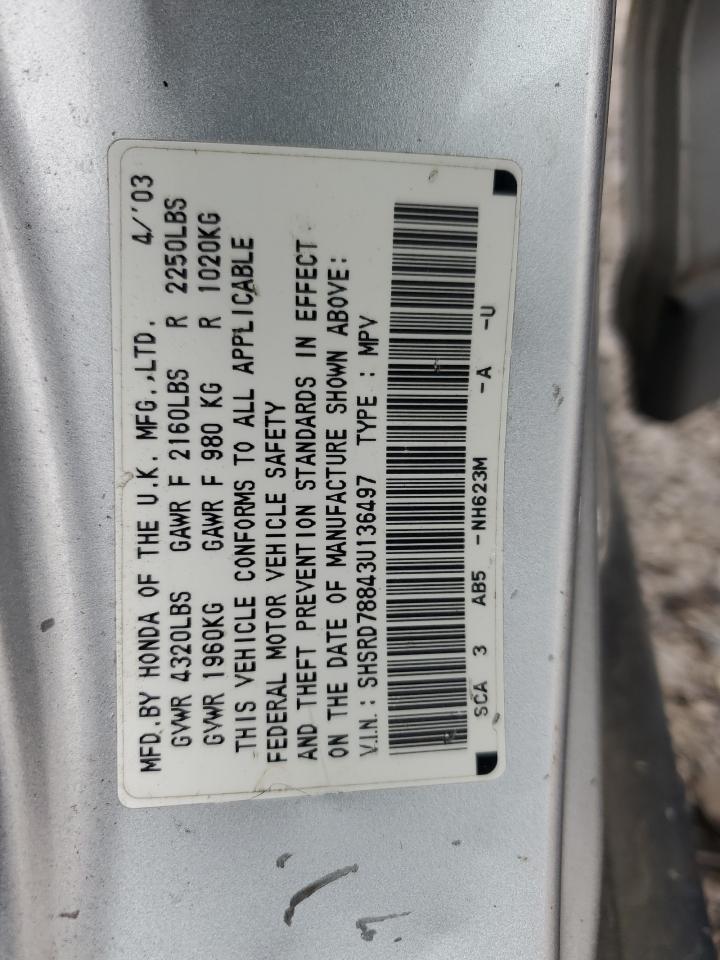 MFD.BY HONDA OF THE U.K. MFG.,LTD. 4/'03
GVWR 4320LBS GAWR F 2160LBS R 2250LBS
GVWR 1960KG GAWR F 980 KG R 1020KG
THIS VEHICLE CONFORMS TO ALL APPLICABLE
FEDERAL MOTOR VEHICLE SAFETY
AND THEFT PREVENTION STANDARDS IN EFFECT
ON THE DATE OF MANUFACTURE SHOWN ABOVE:
V.I.N.: SHSRD78843U136497 TYPE : MPV
SCA 3 AB5 -NH623M -A -U